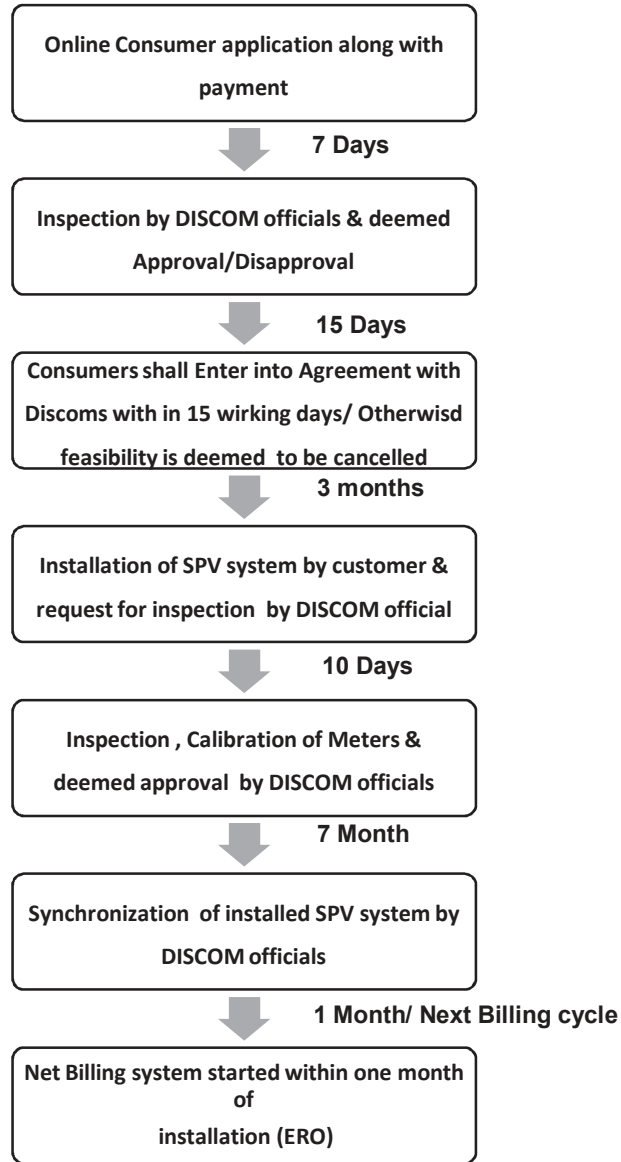 Online Consumer application along with
payment
7 Days
Inspection by DISCOM officials & deemed
Approval/Disapproval
15 Days
Consumers shall Enter into Agreement with
Discoms with in 15 wirking days/ Otherwisd
feasibility is deemed to be cancelled
3 months
Installation of SPV system by customer &
request for inspection by DISCOM official
10 Days
Inspection , Calibration of Meters &
deemed approval by DISCOM officials
7 Month
Synchronization of installed SPV system by
DISCOM officials
1 Month/ Next Billing cycle
Net Billing system started within one month
of
installation (ERO)